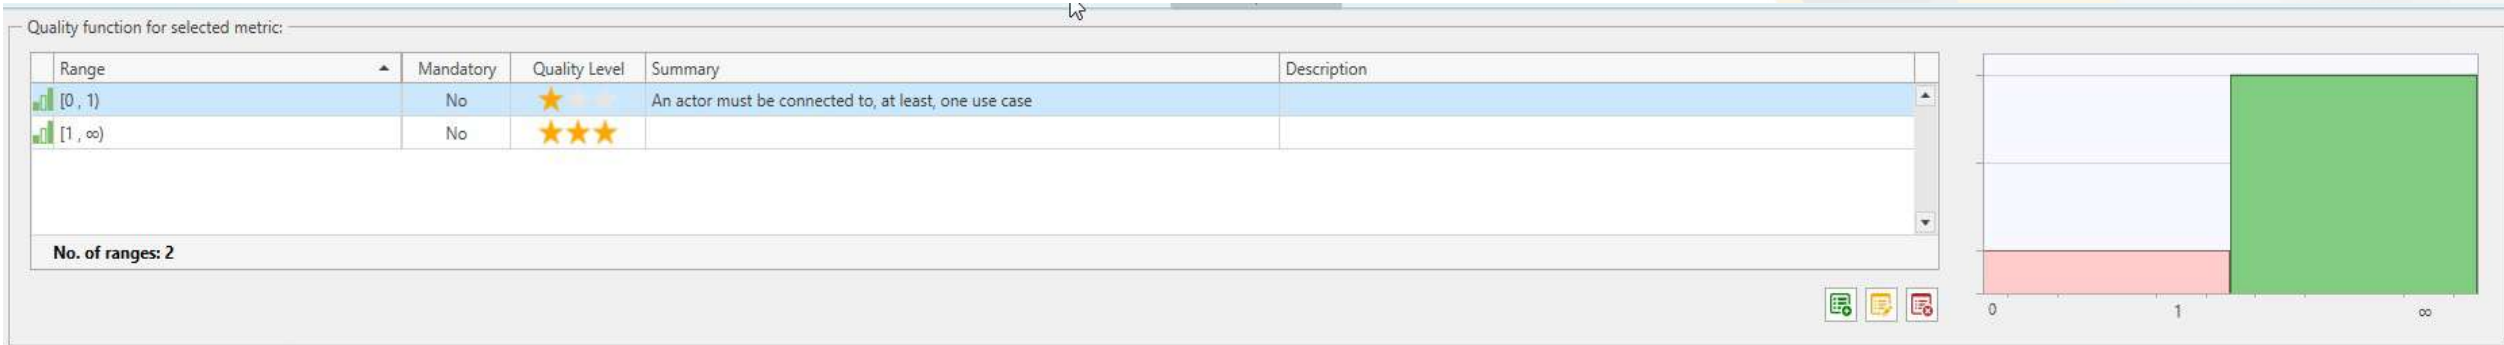 Quality function for selected metric:
Range Mandatory Quality Level Summary Description
[0 , 1) No An actor must be connected to, at least, one use case
[1 , ∞) No
No. of ranges: 2
0 1 ∞